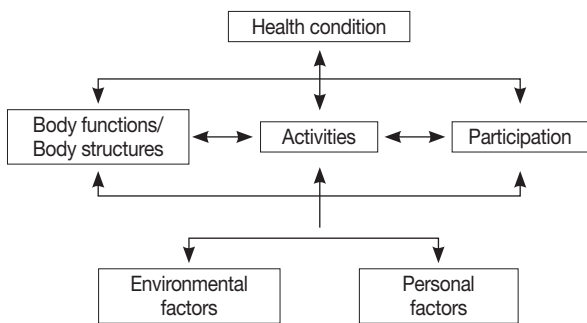 Health condition
Body functions/
Body structures
Activities
Participation
Environmental
factors
Personal
factors